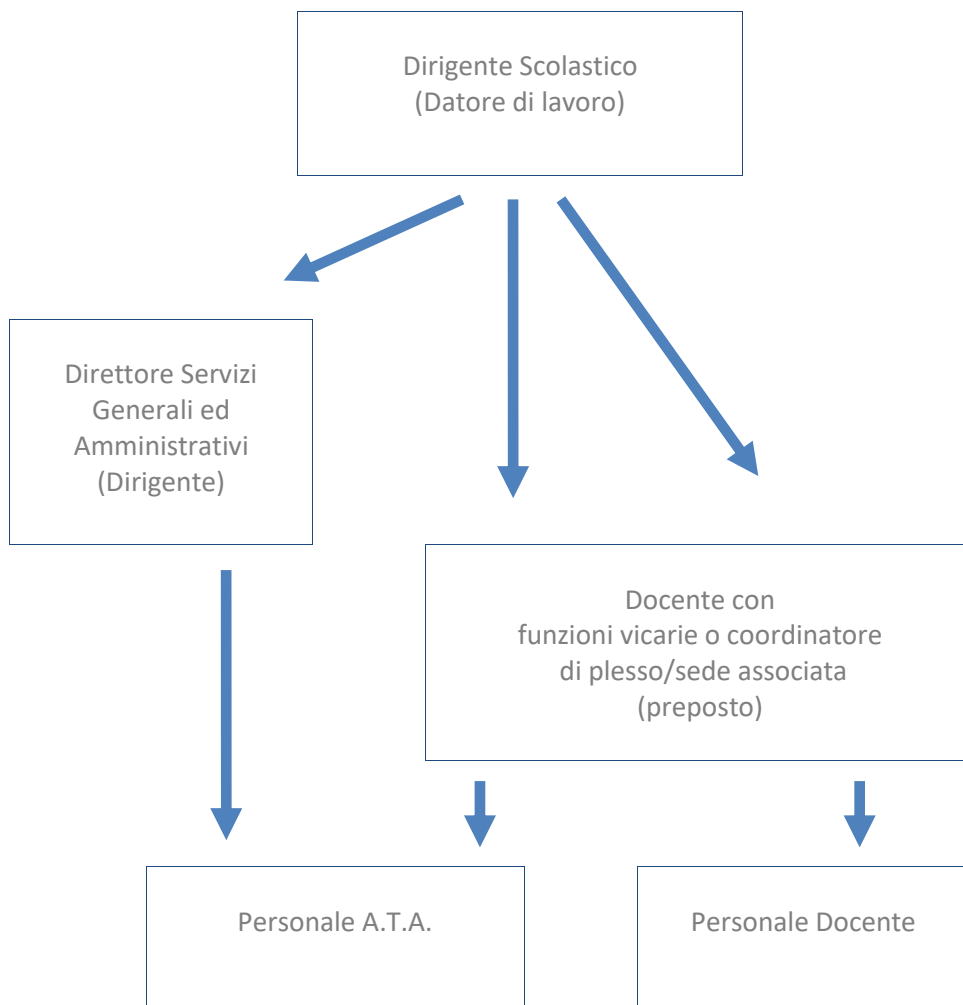 Dirigente Scolastico
(Datore di lavoro)
Direttore Servizi
Generali ed
Amministrativi
(Dirigente)
Docente con
funzioni vicarie o coordinatore
di plesso/sede associata
(preposto)
Personale A.T.A.
Personale Docente